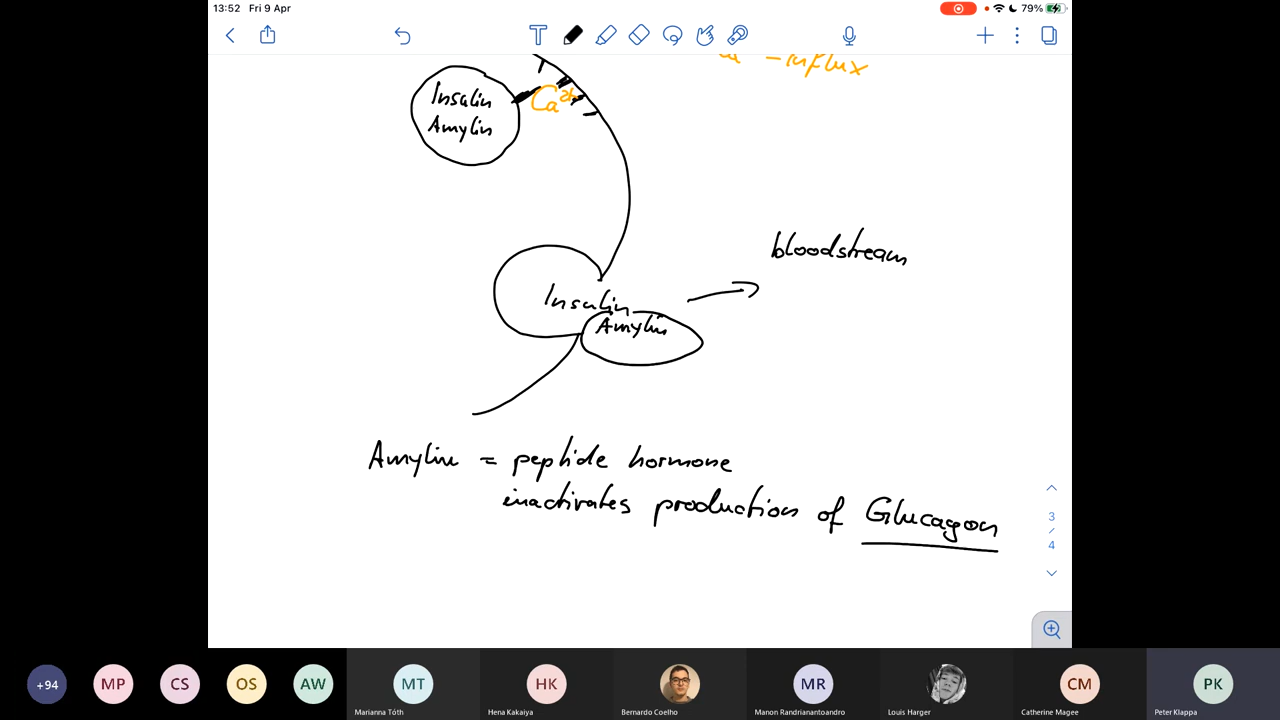 13:52 Fri 9 Apr
79%
-influx
Insulin
Amylin
Ca2+
bloodstream
Insulin
Amylin
Amylin = peptide hormone
inactivates production of Glucagon
3
/
4
+94
MP
CS
OS
AW
MT
HK
MR
CM
PK
Marianna Tóth
Hena Kakaiya
Bernardo Coelho
Manon Randrianantoandro
Louis Harger
Catherine Magee
Peter Klappa